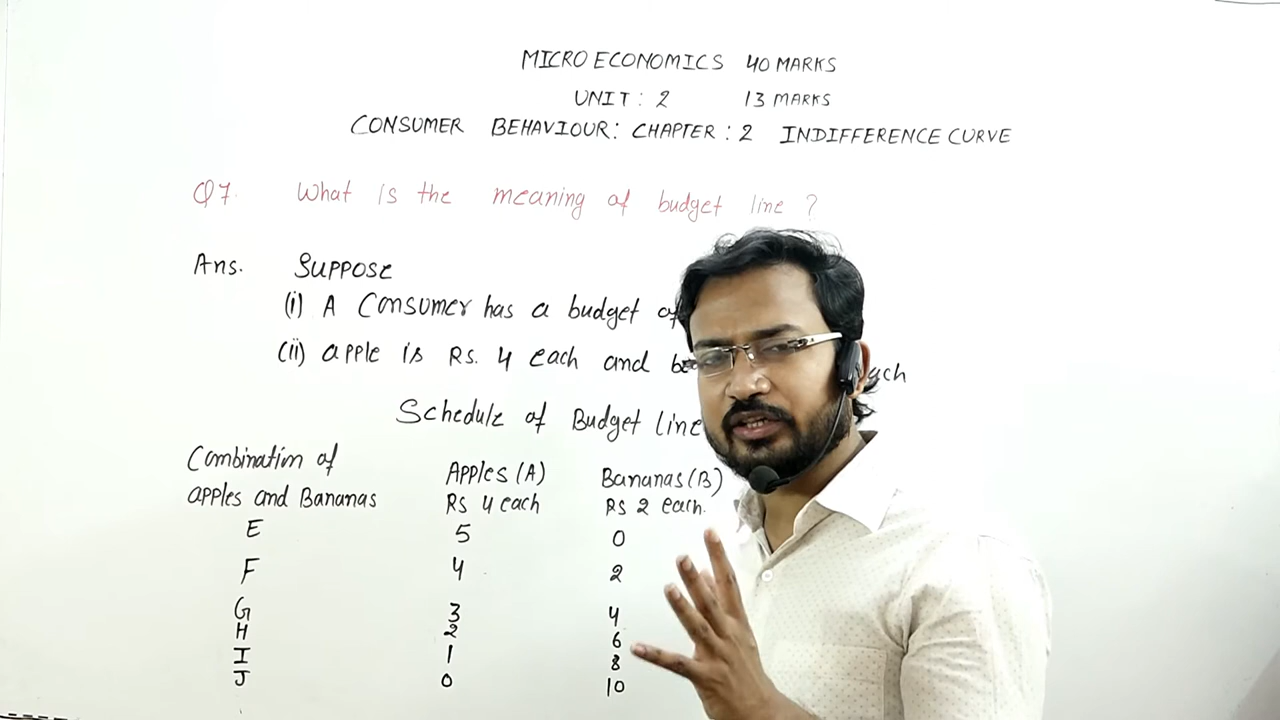 MICRO ECONOMICS 40 MARKS
UNIT : 2 13 MARKS
CONSUMER BEHAVIOUR : CHAPTER : 2 INDIFFERENCE CURVE
Q7. What is the meaning of budget line ?
Ans. Suppose
(i) A Consumer has a budget of
(ii) apple is Rs. 4 each and
Schedule of Budget line
Combination of
apples and Bananas
Apples (A)
Rs 4 each
Bananas (B)
Rs 2 each.
E 5 0
F 4 2
G 3 4
H 2 6
I 1 8
J 0 10